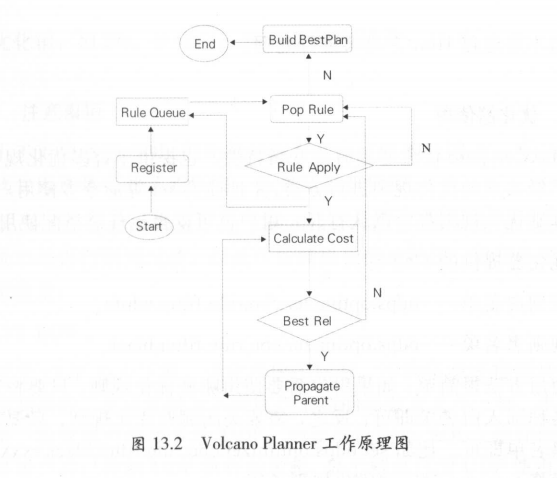 End
Build BestPlan
N
Rule Queue
Pop Rule
Y
N
Register
Rule Apply
Y
Start
Calculate Cost
N
Best Rel
Y
Propagate
Parent
图 13.2 Volcano Planner 工作原理图